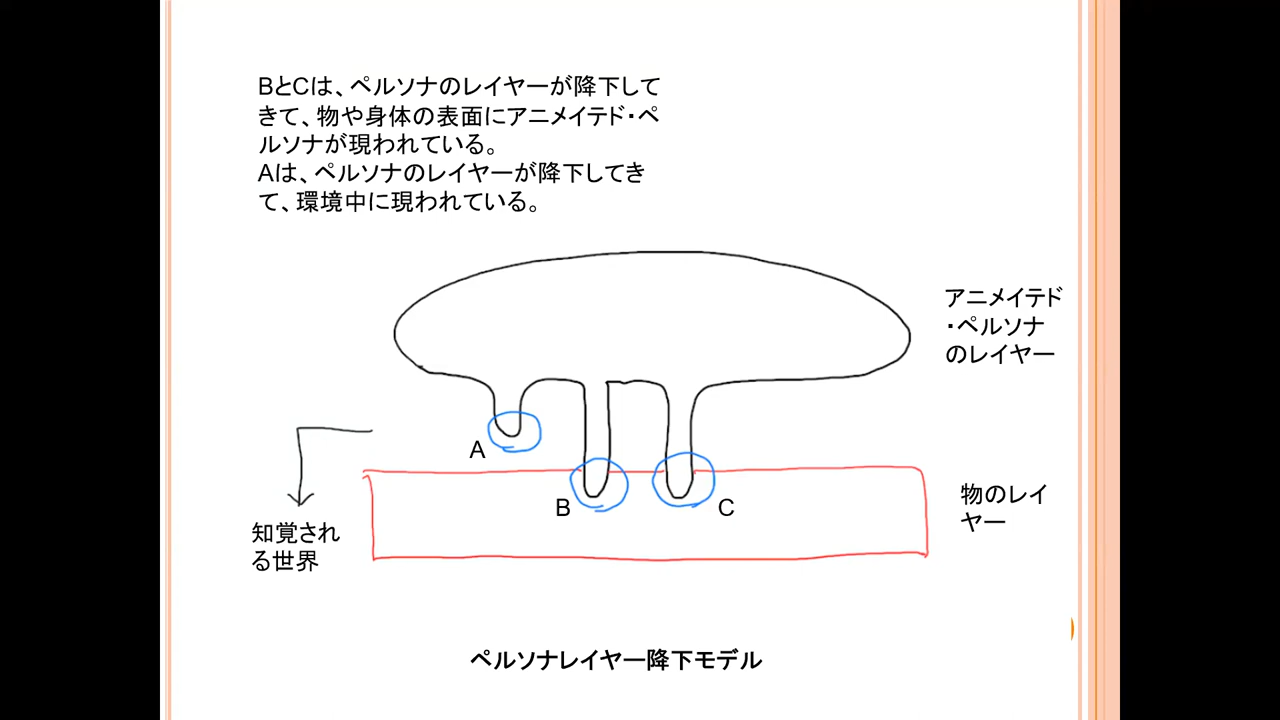 BとCは、ペルソナのレイヤーが降下して
きて、物や身体の表面にアニメイテド・ペ
ルソナが現われている。
Aは、ペルソナのレイヤーが降下してき
て、環境中に現われている。
アニメイテド
・ペルソナ
のレイヤー
A
B
C
物のレイ
ヤー
知覚され
る世界
ペルソナレイヤー降下モデル